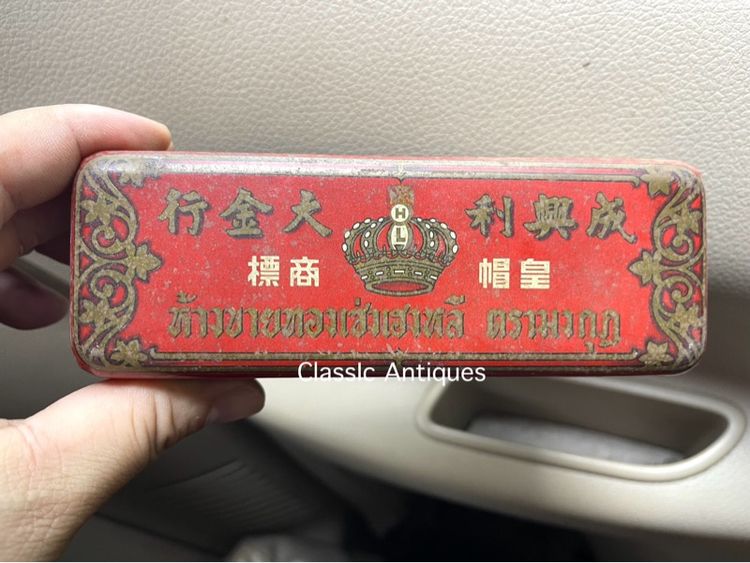 成興利 大金行
HL
皇帽 商標
ห้างขายทองเซ่งเฮงหลี ตรามงกุฎ
Classic Antiques